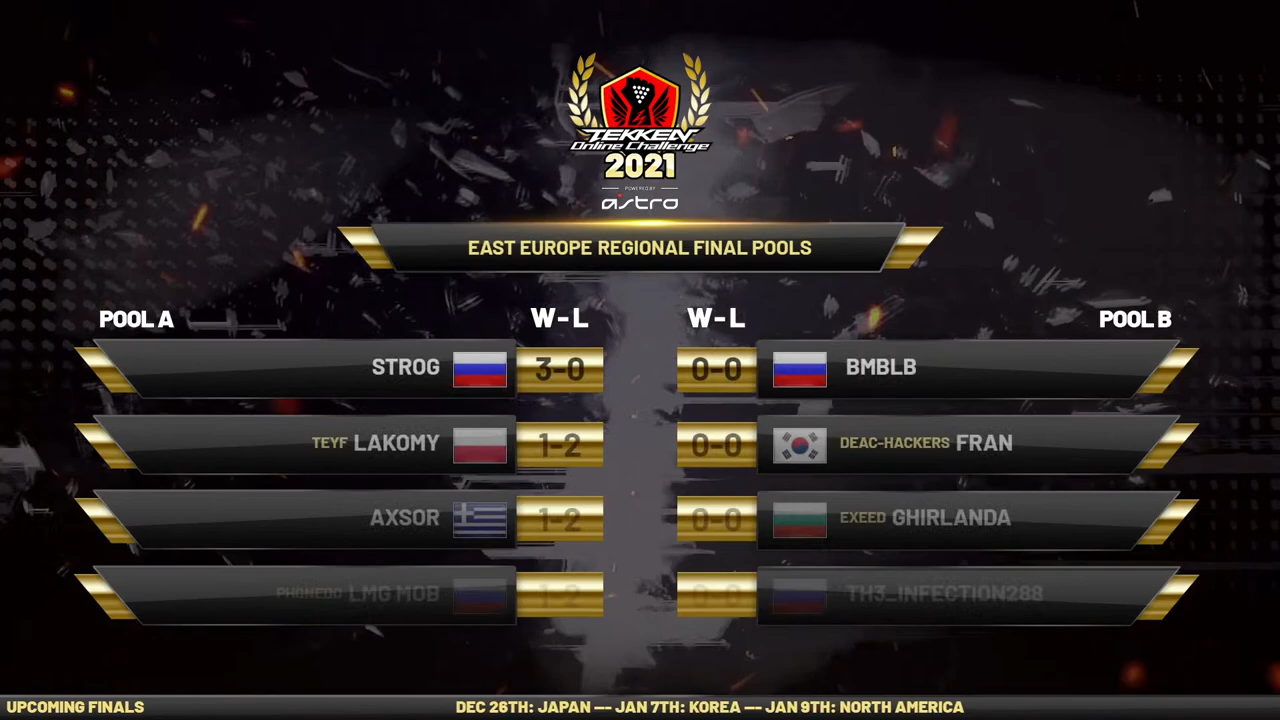 TEKKEN
Online Challenge
2021
POWERED BY
astro
EAST EUROPE REGIONAL FINAL POOLS
POOL A W-L W-L POOL B
STROG 3-0 0-0 BMBLB
TEYF LAKOMY 1-2 0-0 DEAC-HACKERS FRAN
AXSOR 1-2 0-0 EXEED GHIRLANDA
LMG MOB 1-2 0-0 TH3_INFECTION288
UPCOMING FINALS DEC 26TH: JAPAN –– JAN 7TH: KOREA –– JAN 9TH: NORTH AMERICA